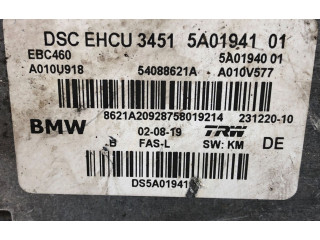 DSC EHCU 3451 5A01941 01
EBC460 5A01940 01
A010U918 54088621A A010V577
8621A20928758019214 231220-10
BMW 02-08-19 TRW DE
B FAS-L SW: KM
DS5A01941